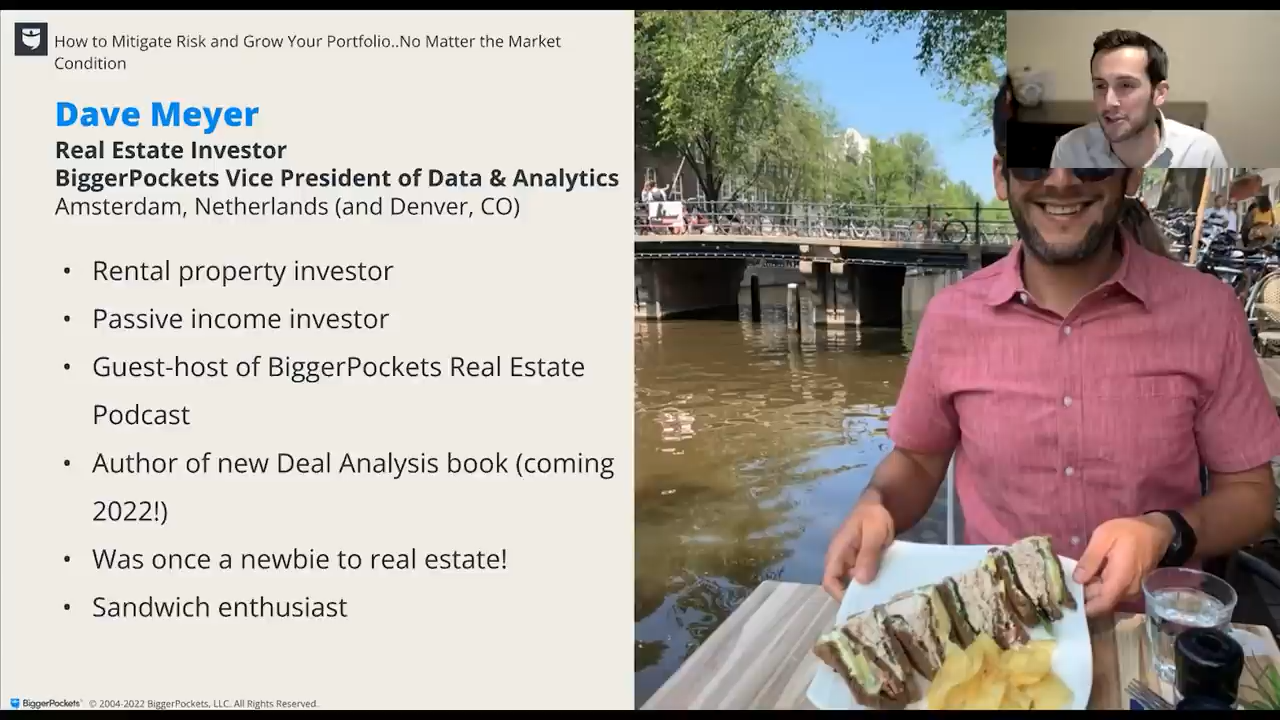 How to Mitigate Risk and Grow Your Portfolio..No Matter the Market
Condition
Dave Meyer
Real Estate Investor
BiggerPockets Vice President of Data & Analytics
Amsterdam, Netherlands (and Denver, CO)
• Rental property investor
• Passive income investor
• Guest-host of BiggerPockets Real Estate
Podcast
• Author of new Deal Analysis book (coming
2022!)
• Was once a newbie to real estate!
• Sandwich enthusiast
BiggerPockets © 2004-2022 BiggerPockets, LLC. All Rights Reserved.